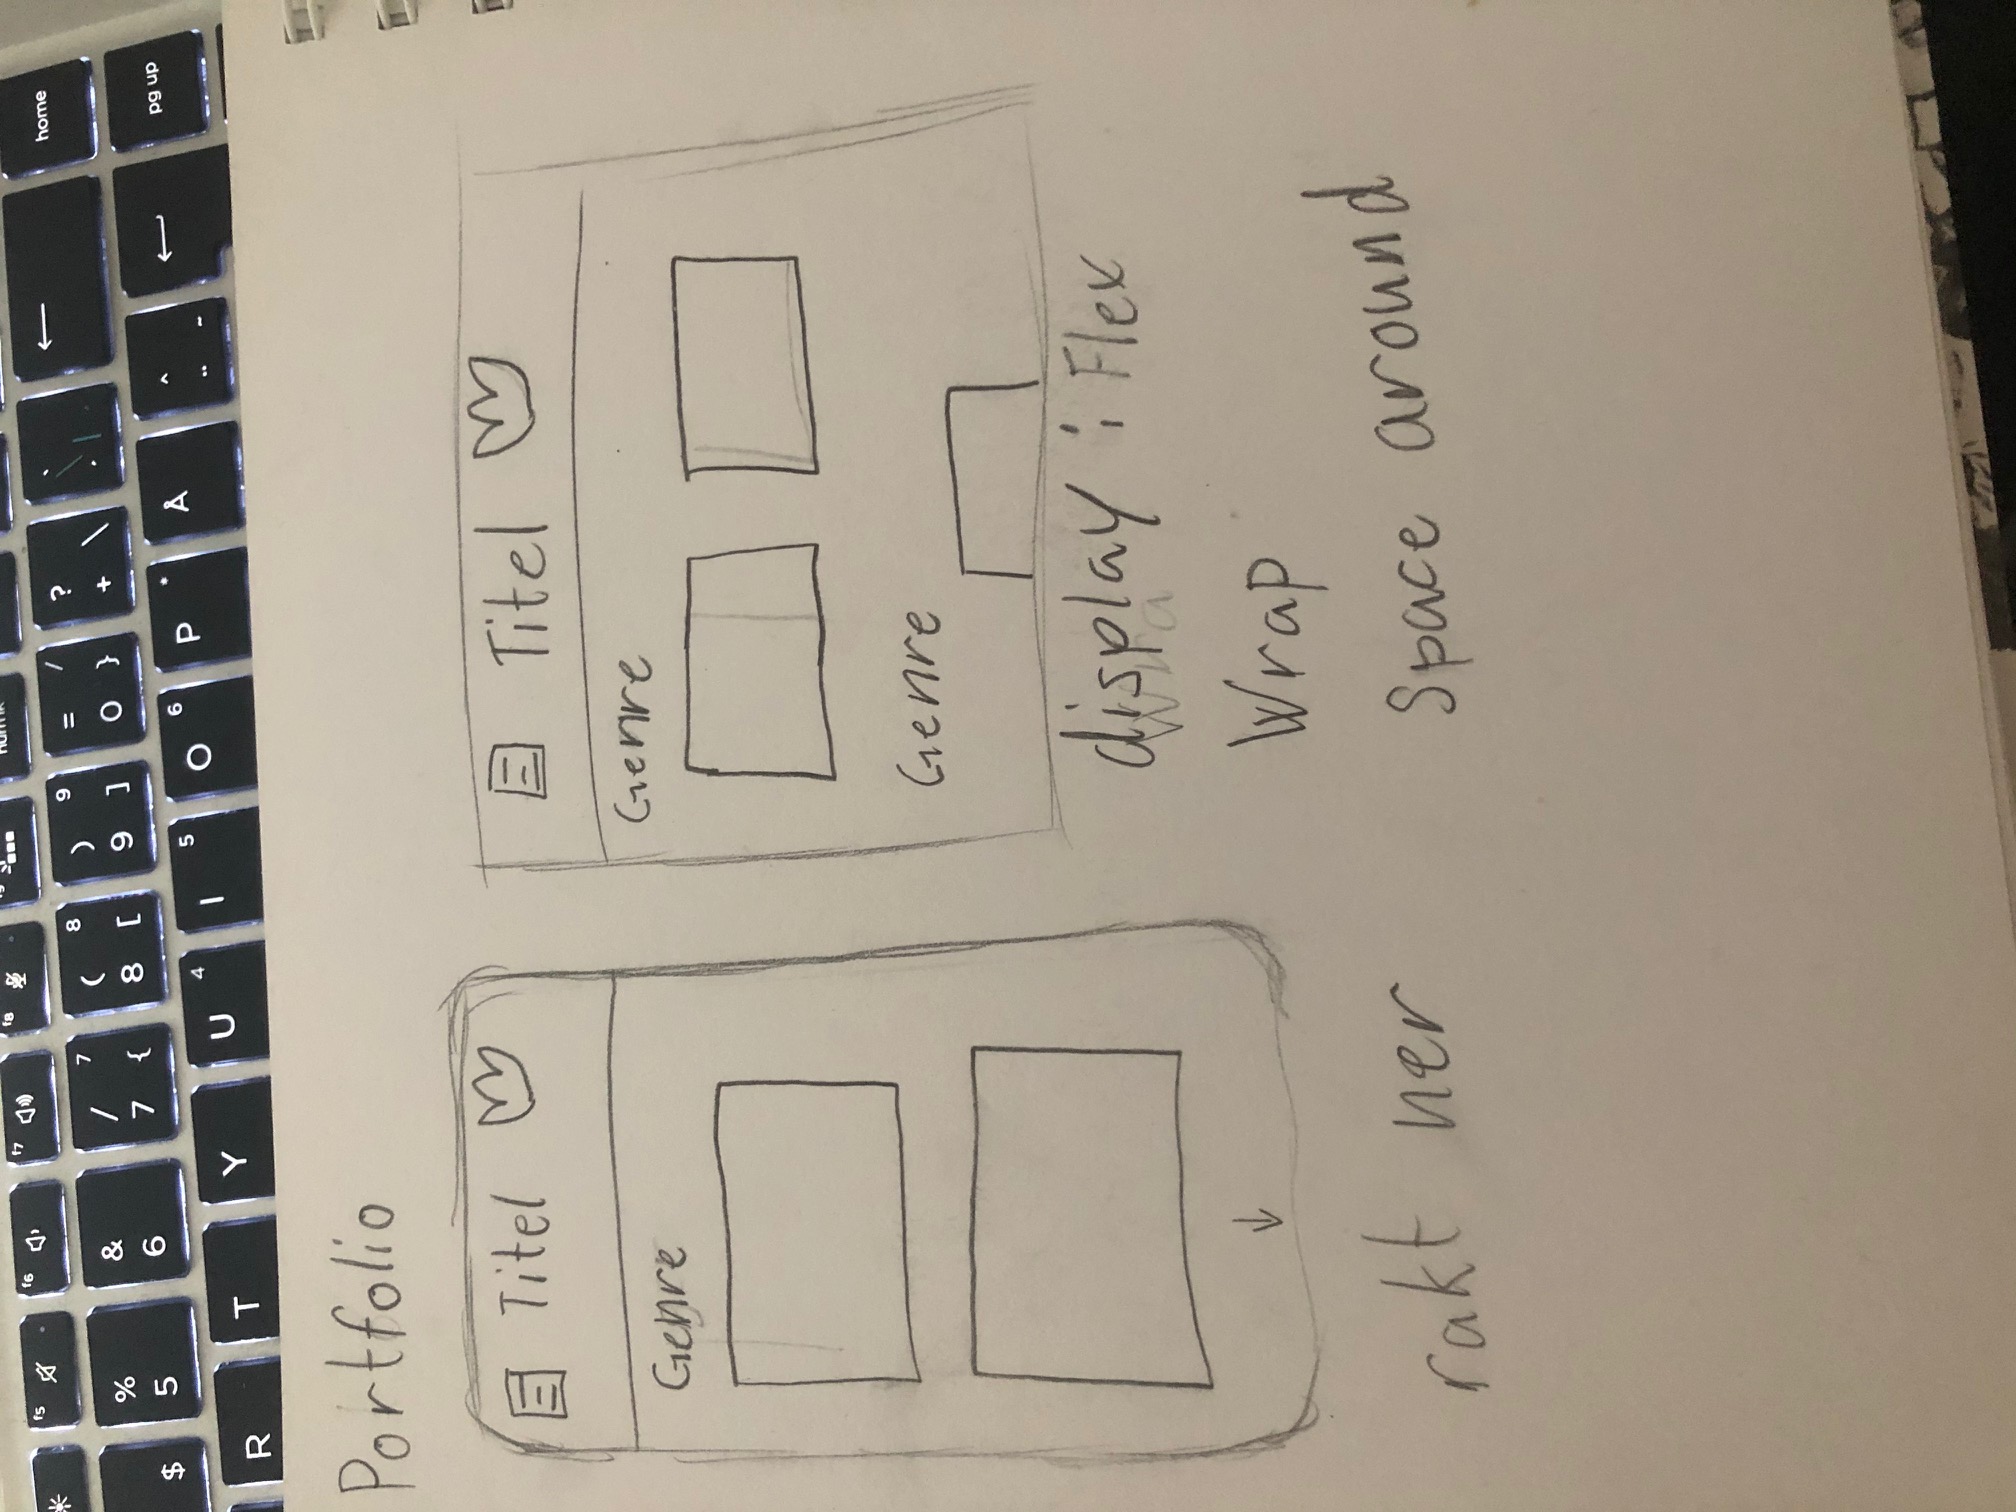 f5 f6 f7 f8
home
$ % 5 & 6 / 7 7 { ( 8 8 [ ) 9 9 ] = / 0 } ? + \ ` ´ |
pg up
R T Y U 4 I 5 O 6 P * Å ^ ¨ ~
Portfolio
Titel
Genre
rakt ner
Titel
Genre
Genre
display : Flex
Wra
Wrap
Space around